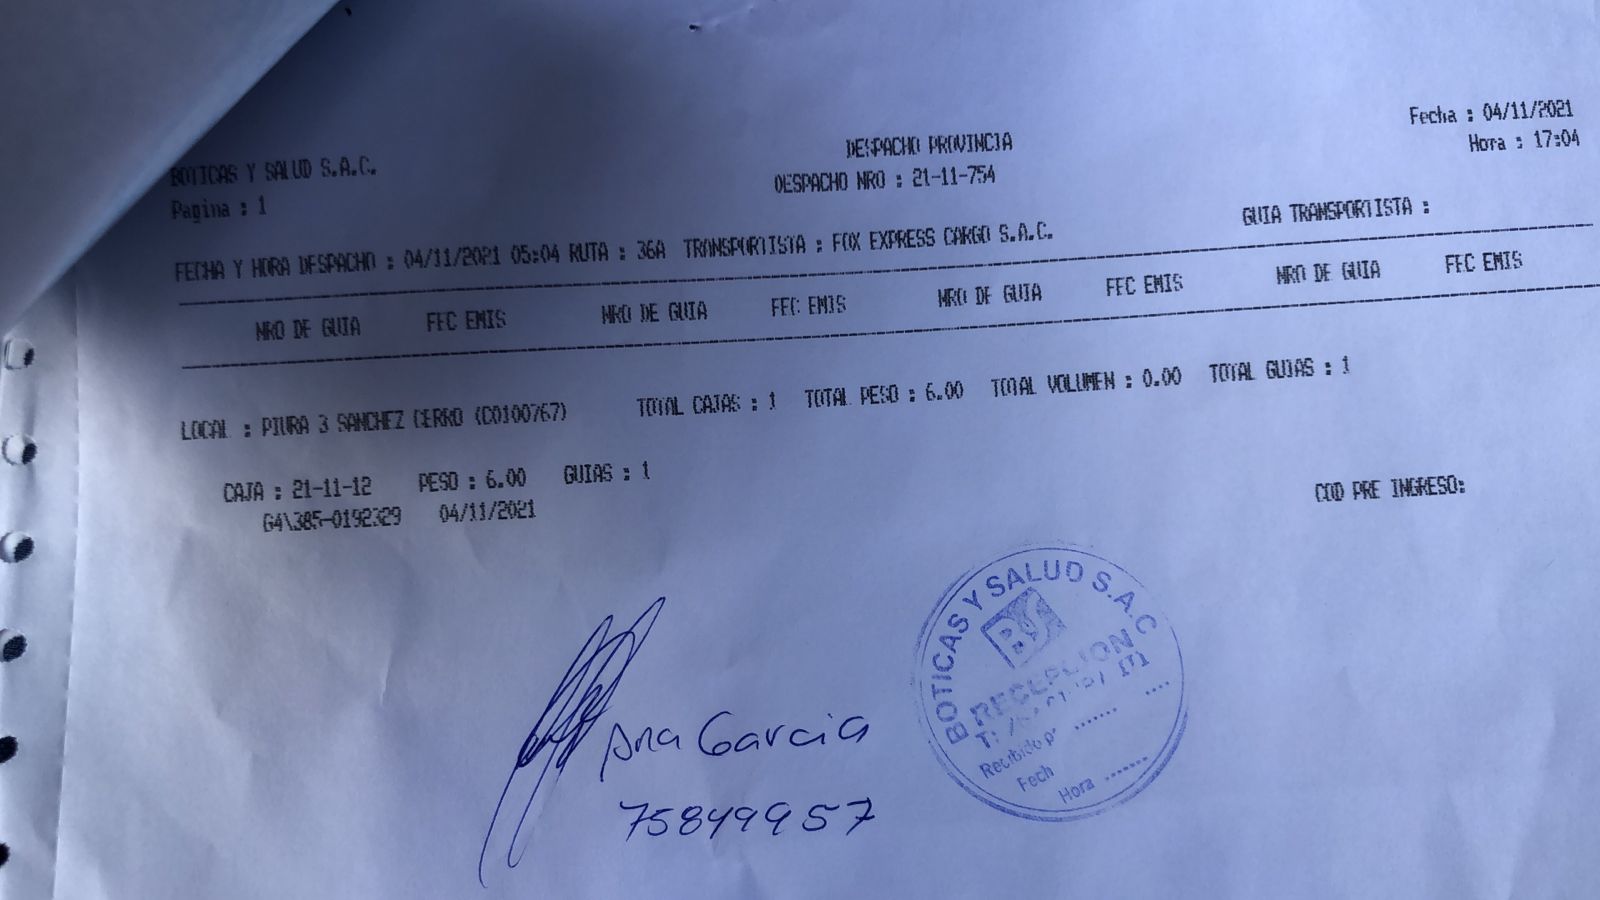 Fecha : 04/11/2021
Hora : 17:04
BOTICAS Y SALUD S.A.C.
DESPACHO PROVINCIA
Pagina : 1
DESPACHO NRO : 21-11-754
GUIA TRANSPORTISTA :
FECHA Y HORA DESPACHO : 04/11/2021 05:04 RUTA : 36A TRANSPORTISTA : FOX EXPRESS CARGO S.A.C.
NRO DE GUIA FEC EMIS NRO DE GUIA FEC EMIS NRO DE GUIA FEC EMIS NRO DE GUIA FEC EMIS
LOCAL : PIURA 3 SANCHEZ CERRO (C0100767) TOTAL CAJAS : 1 TOTAL PESO : 6.00 TOTAL VOLUMEN : 0.00 TOTAL GUIAS : 1
CAJA : 21-11-12 PESO : 6.00 GUIAS : 1
G4\385-0192329 04/11/2021
COD PRE INGRESO:
BOTICAS Y SALUD S.A.C
BS
RECEPCION
Recibido p
Fech
Hora
Ana Garcia
75849957